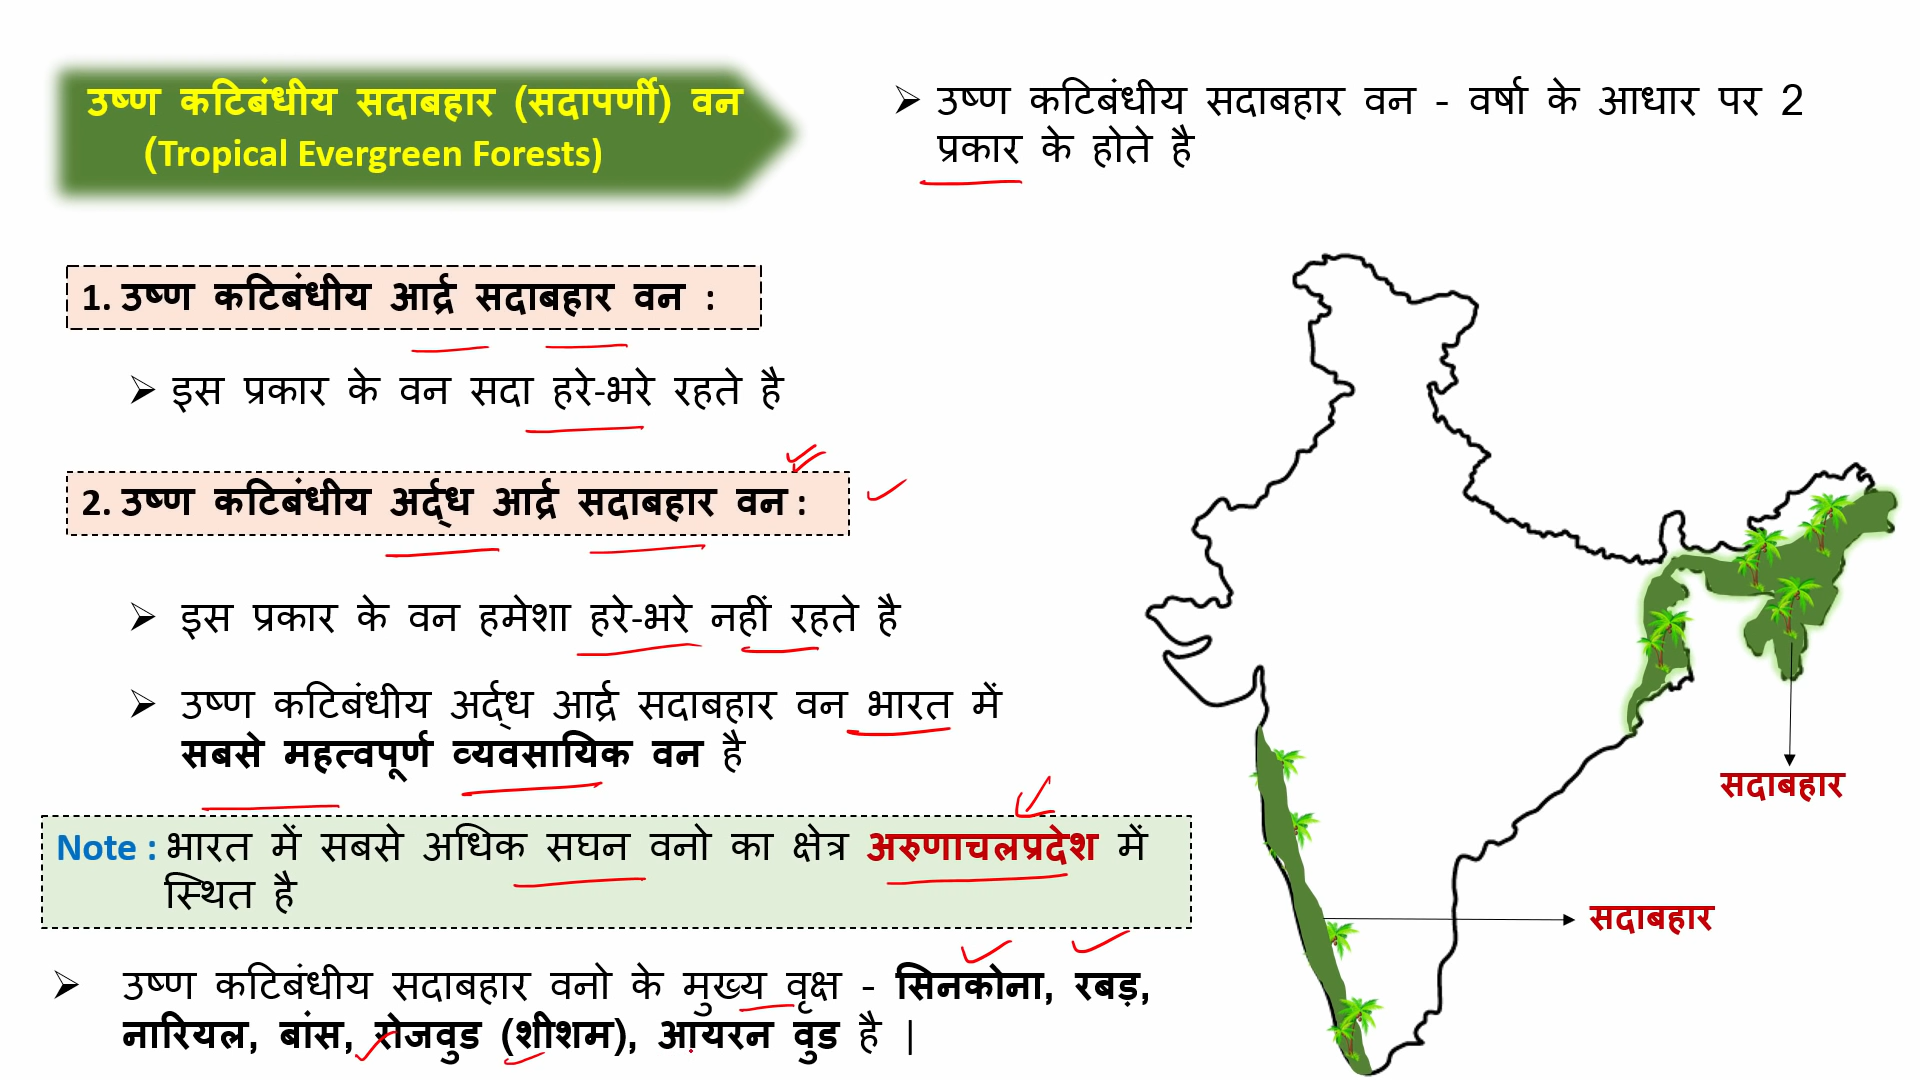 उष्ण कटिबंधीय सदाबहार (सदापर्णी) वन
(Tropical Evergreen Forests)
➢ उष्ण कटिबंधीय सदाबहार वन - वर्षा के आधार पर 2
प्रकार के होते है
1. उष्ण कटिबंधीय आर्द्र सदाबहार वन :
➢ इस प्रकार के वन सदा हरे-भरे रहते है
2. उष्ण कटिबंधीय अर्द्ध आर्द्र सदाबहार वन :
➢ इस प्रकार के वन हमेशा हरे-भरे नहीं रहते है
➢ उष्ण कटिबंधीय अर्द्ध आर्द्र सदाबहार वन भारत में
सबसे महत्वपूर्ण व्यवसायिक वन है
Note : भारत में सबसे अधिक सघन वनो का क्षेत्र अरुणाचलप्रदेश में
स्थित है
➢ उष्ण कटिबंधीय सदाबहार वनो के मुख्य वृक्ष - सिनकोना, रबड़,
नारियल, बांस, रोजवुड (शीशम), आयरन वुड है |
सदाबहार
सदाबहार